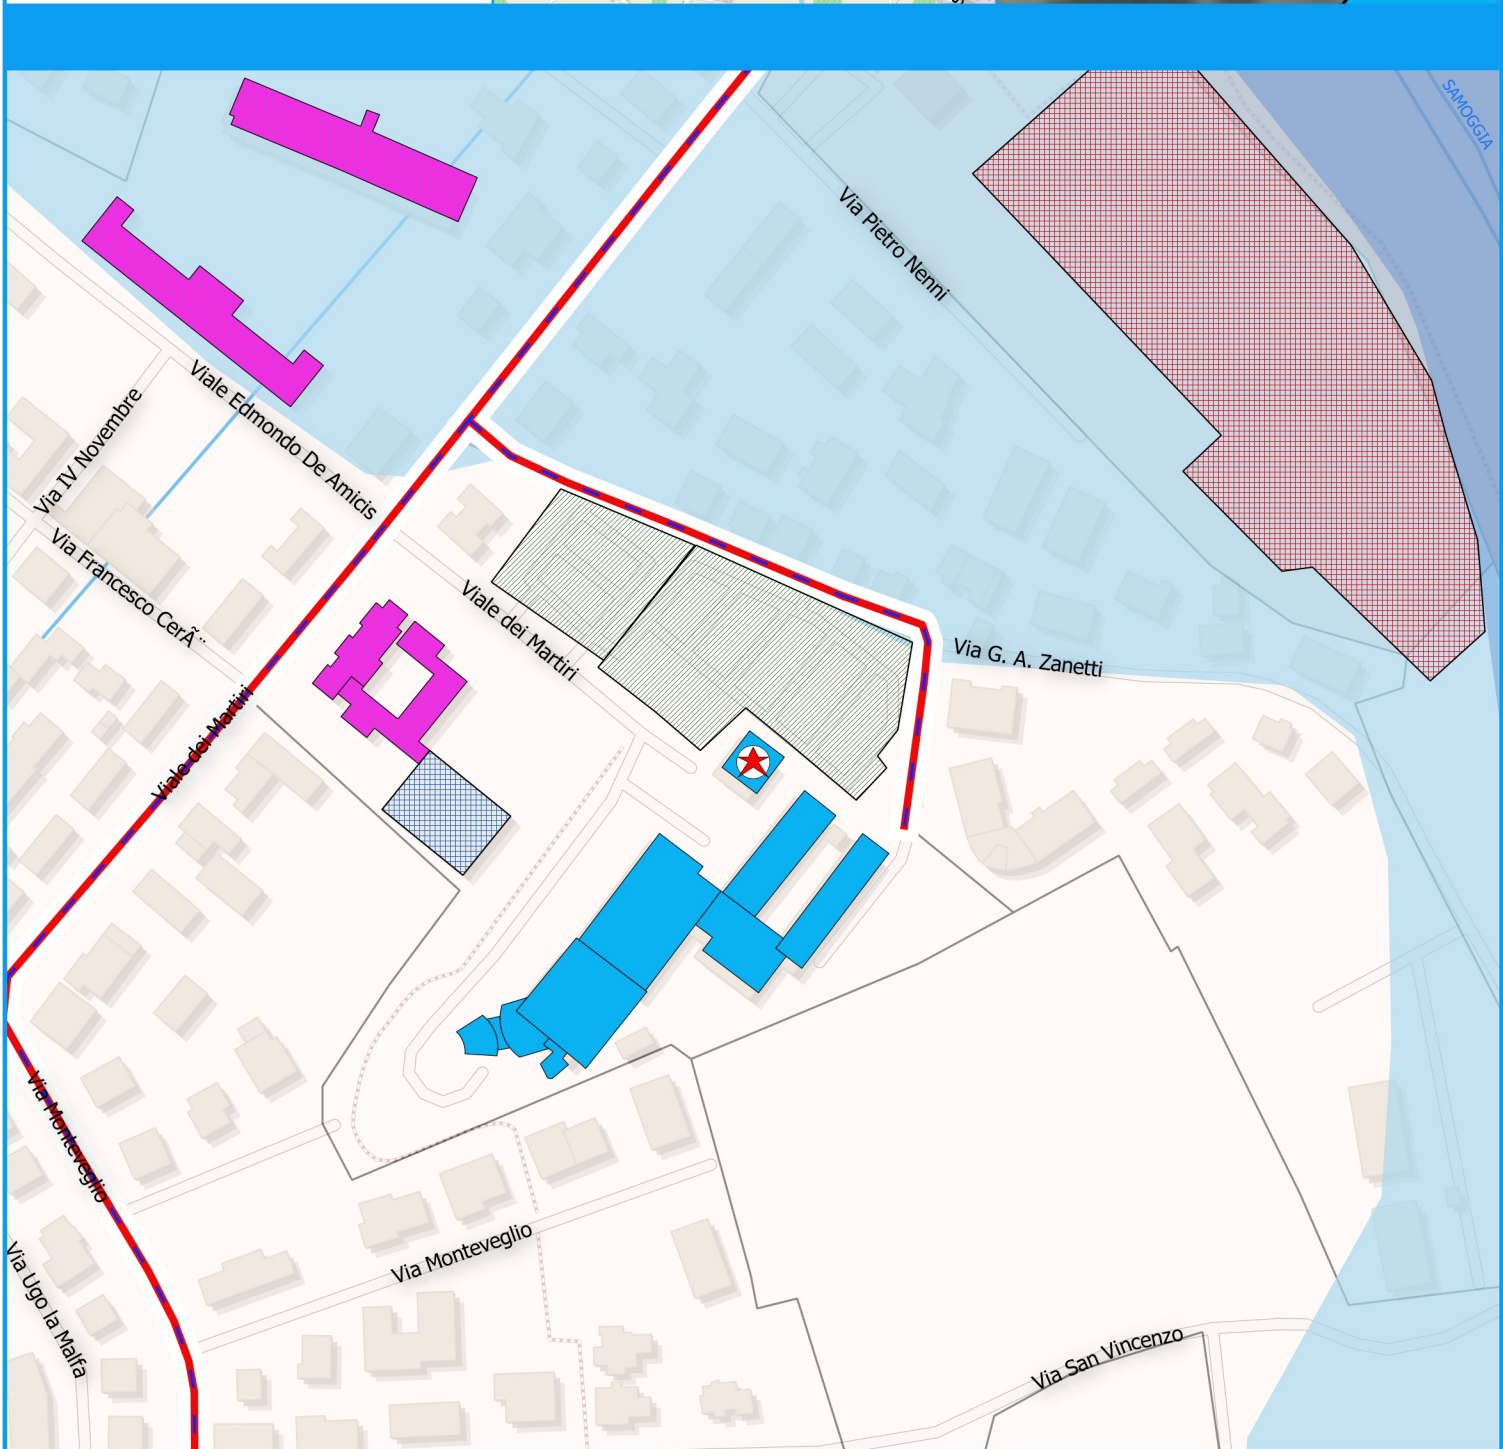 SAMOGGIA
Via Pietro Nenni
Viale Edmondo De Amicis
Via IV Novembre
Via Francesco CerÃ¨
Viale dei Martiri
Via G. A. Zanetti
Viale dei Martiri
Via Monteveglio
Via Monteveglio
Via Ugo la Malfa
Via San Vincenzo